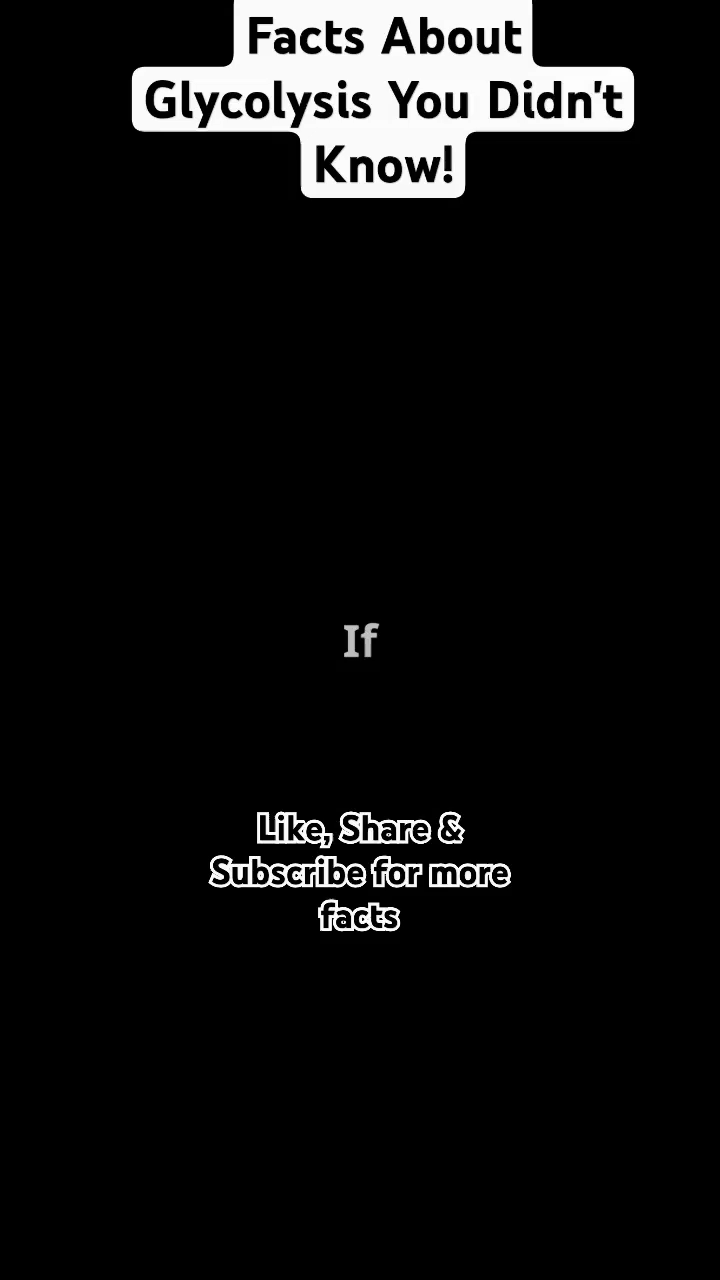 Facts About
Glycolysis You Didn't
Know!
If
Like, Share &
Subscribe for more
facts